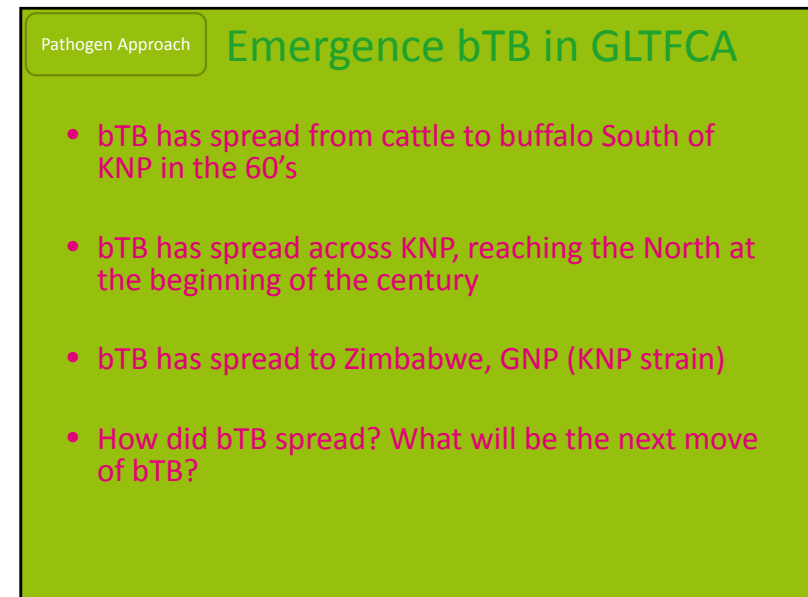 Pathogen Approach
Emergence bTB in GLTFCA
• bTB has spread from cattle to buffalo South of
KNP in the 60’s
• bTB has spread across KNP, reaching the North at
the beginning of the century
• bTB has spread to Zimbabwe, GNP (KNP strain)
• How did bTB spread? What will be the next move
of bTB?